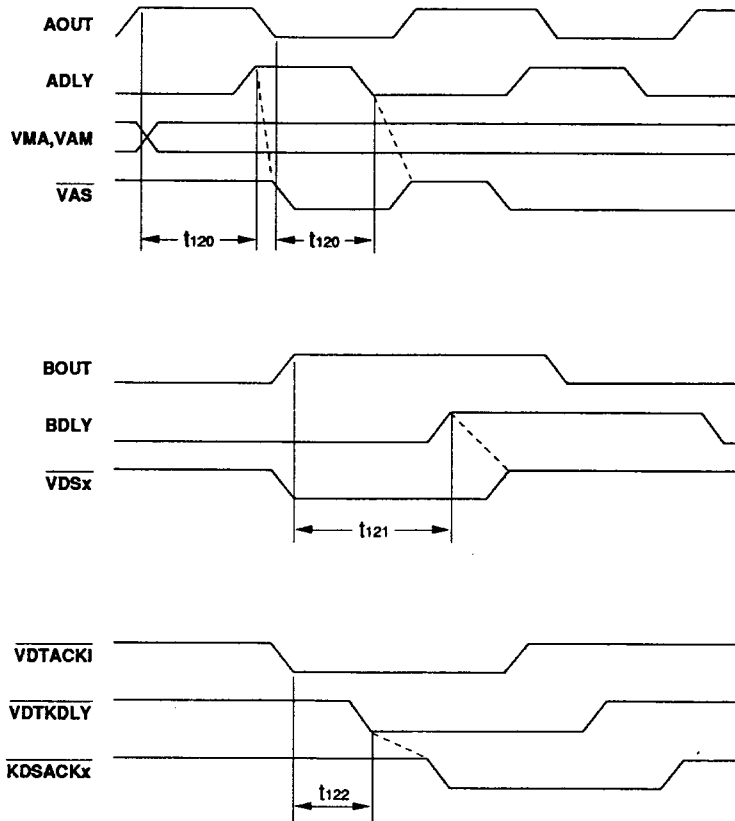 AOUT
ADLY
VMA,VAM
VAS
t120 t120
BOUT
BDLY
VDSx
t121
VDTACKI
VDTKDLY
KDSACKx
t122